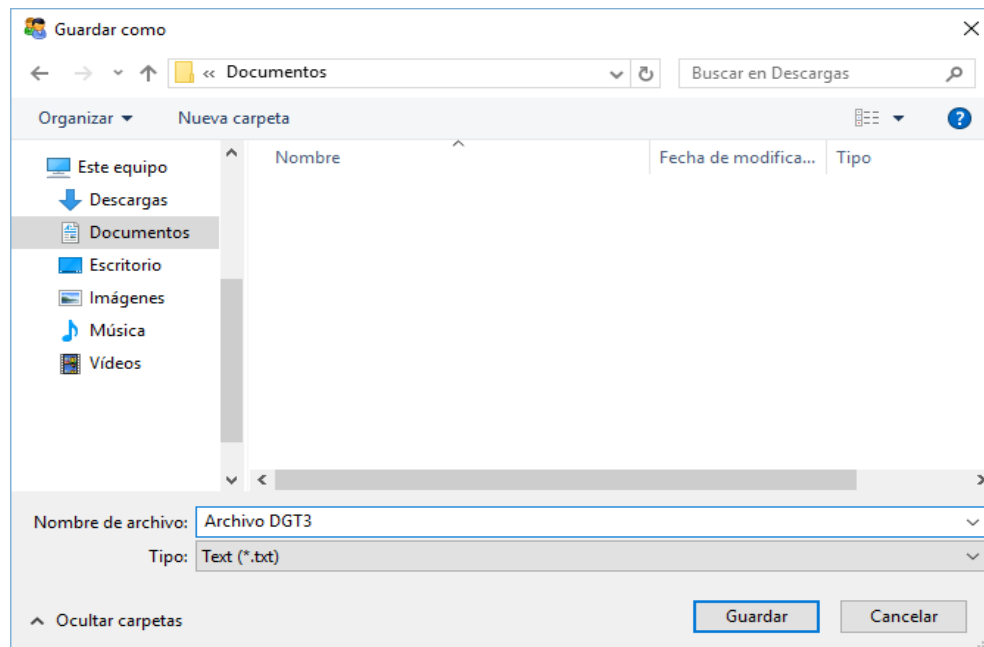 Guardar como
« Documentos
Buscar en Descargas
Organizar
Nueva carpeta
Nombre
Fecha de modifica...
Tipo
Este equipo
Descargas
Documentos
Escritorio
Imágenes
Música
Vídeos
Nombre de archivo: Archivo DGT3
Tipo: Text (*.txt)
Ocultar carpetas
Guardar
Cancelar